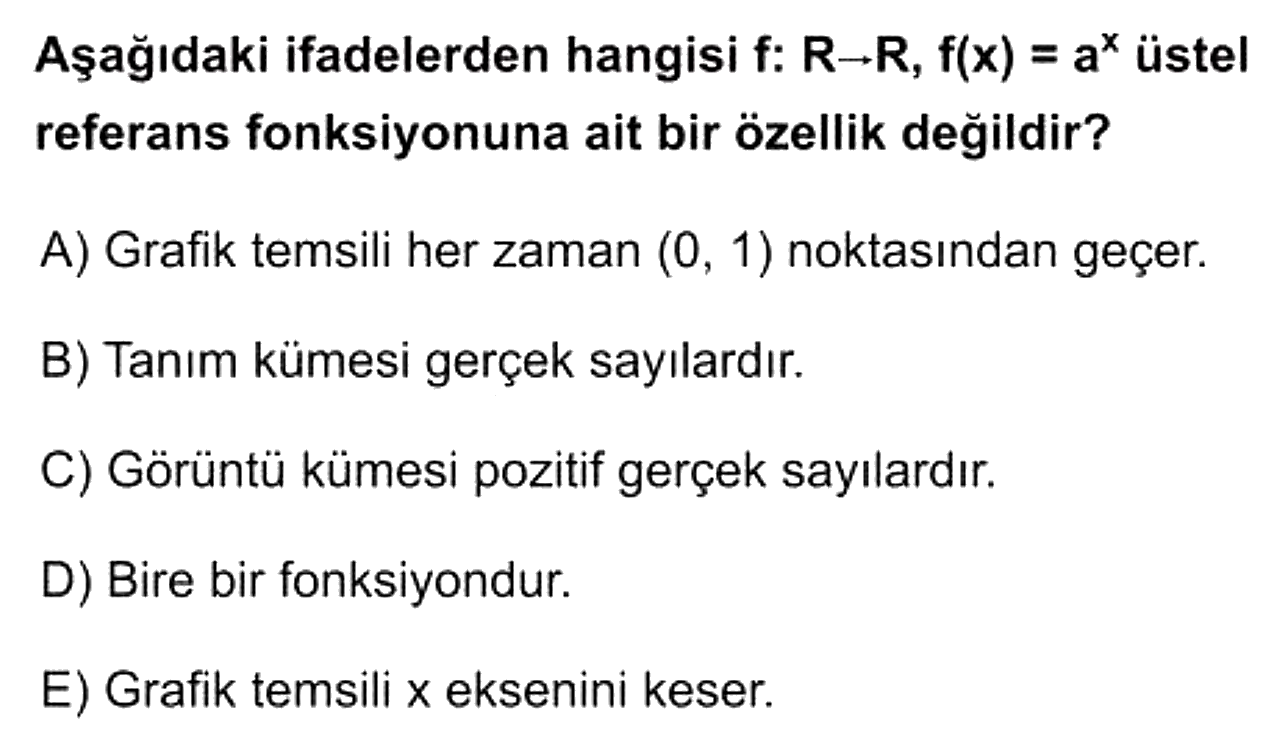 Aşağıdaki ifadelerden hangisi f: R→R, f(x) = aˣ üstel
referans fonksiyonuna ait bir özellik değildir?
A) Grafik temsili her zaman (0, 1) noktasından geçer.
B) Tanım kümesi gerçek sayılardır.
C) Görüntü kümesi pozitif gerçek sayılardır.
D) Bire bir fonksiyondur.
E) Grafik temsili x eksenini keser.